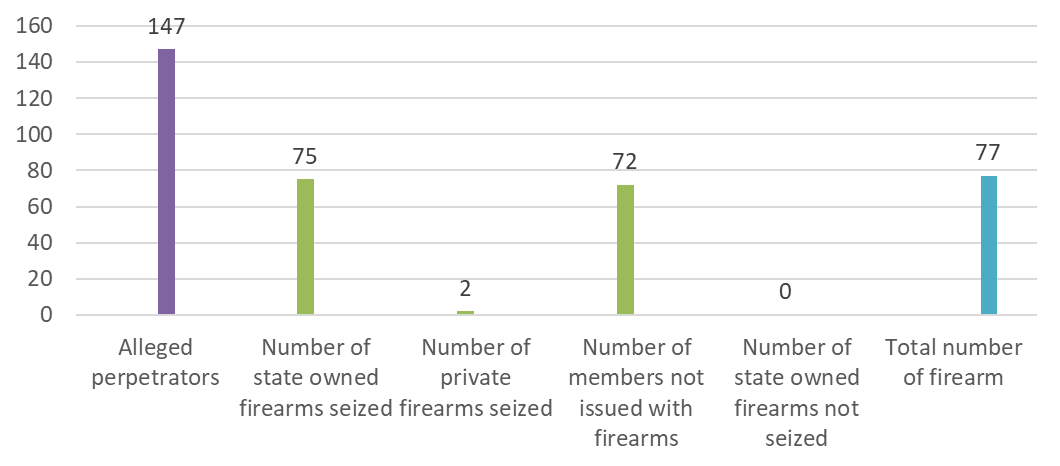 160
140
120
100
80
60
40
20
0
147
75
2
72
0
77
Alleged
perpetrators
Number of
state owned
firearms seized
Number of
private
firearms seized
Number of
members not
issued with
firearms
Number of
state owned
firearms not
seized
Total number
of firearm